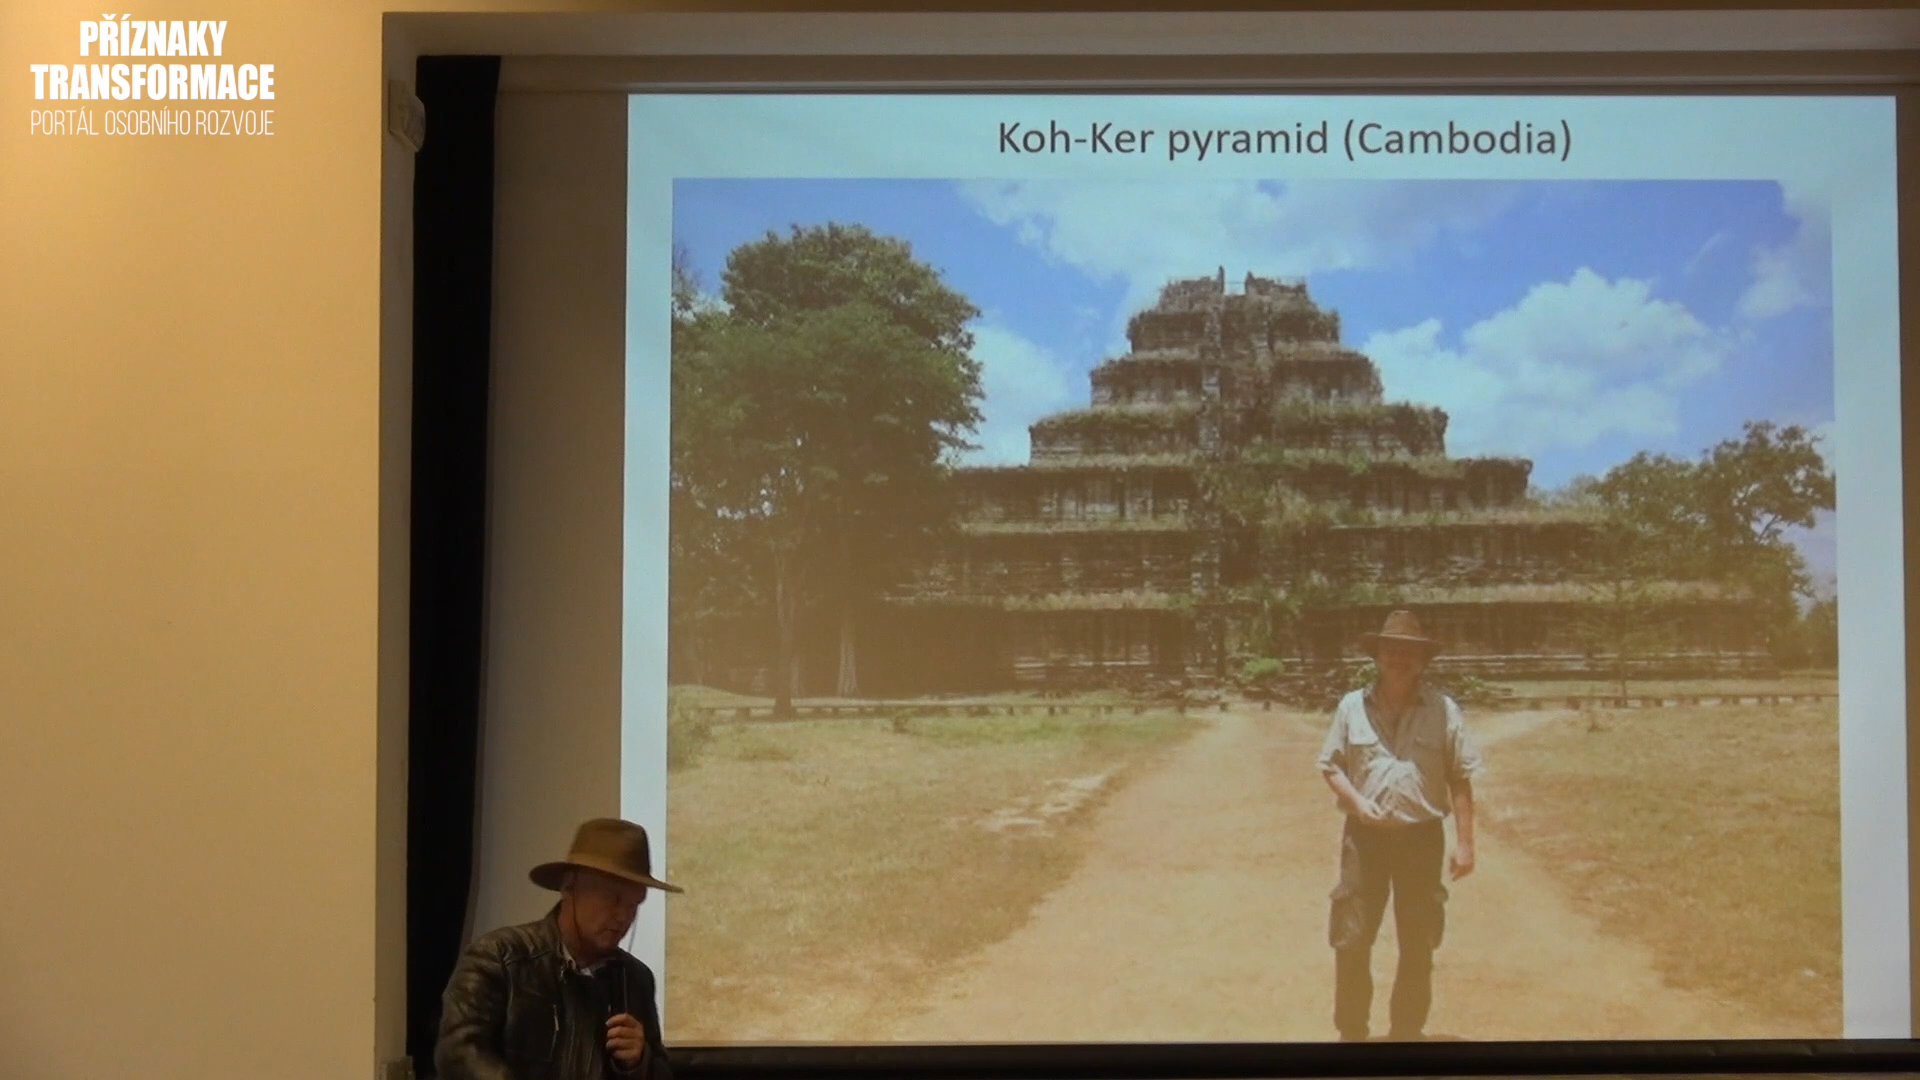 PŘÍZNAKY
TRANSFORMACE
PORTÁL OSOBNÍHO ROZVOJE
Koh-Ker pyramid (Cambodia)